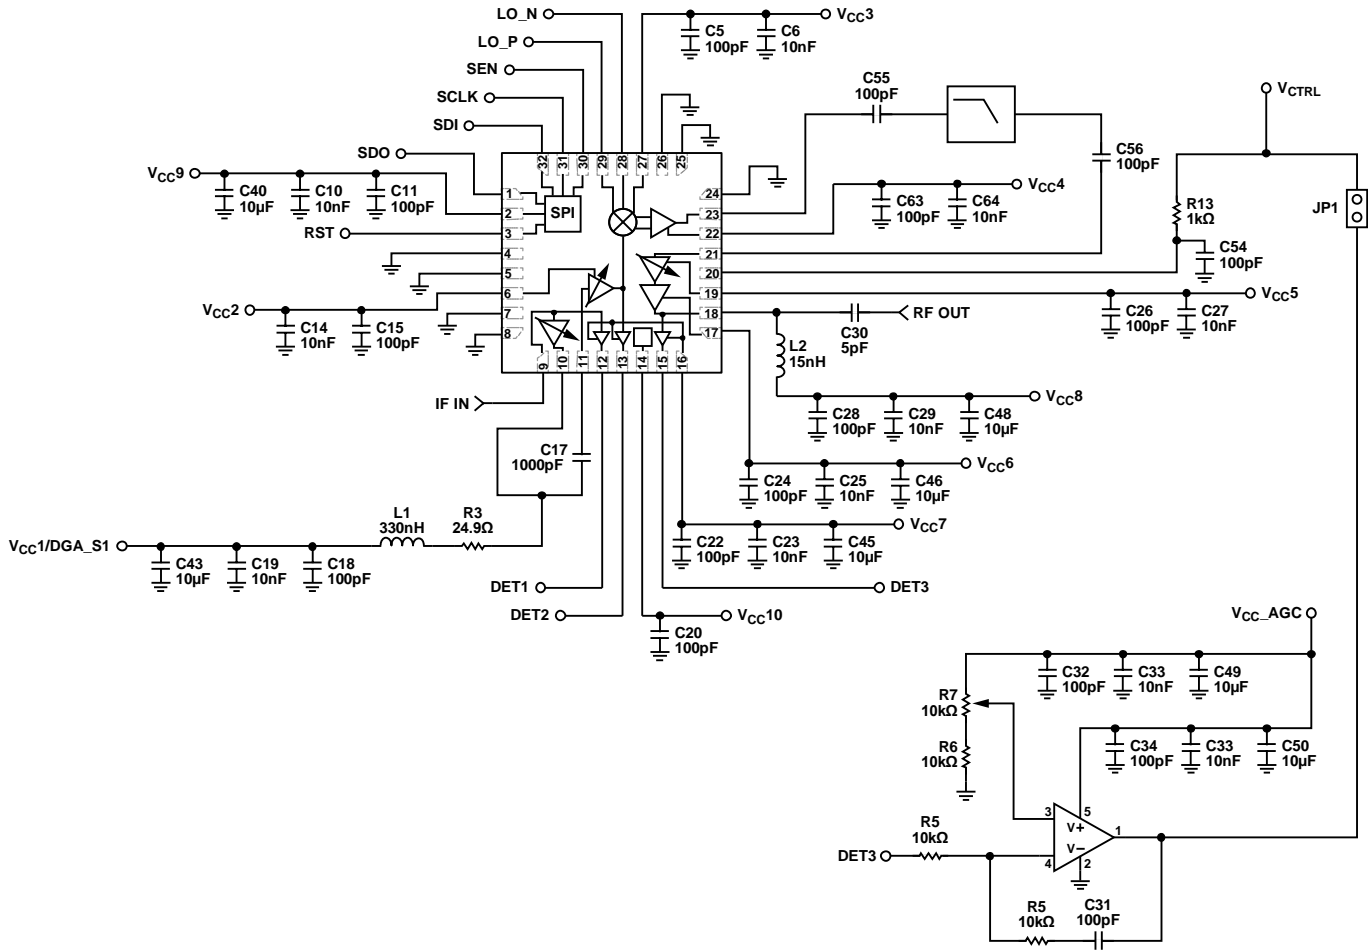 LO_N
LO_P
SEN
SCLK
SDI
SDO
VCC9
C40
10µF
C10
10nF
C11
100pF
RST
VCC2
C14
10nF
C15
100pF
VCC3
C5
100pF
C6
10nF
C55
100pF
C56
100pF
VCTRL
R13
1kΩ
JP1
C54
100pF
32
31
30
29
28
27
26
25
1
2
3
4
5
6
7
8
SPI
24
23
22
21
20
19
18
17
9
10
11
12
13
14
15
16
C63
100pF
C64
10nF
VCC4
C26
100pF
C27
10nF
VCC5
C30
5pF
RF OUT
L2
15nH
C28
100pF
C29
10nF
C48
10µF
VCC8
IF IN
C17
1000pF
C24
100pF
C25
10nF
C46
10µF
VCC6
C22
100pF
C23
10nF
C45
10µF
VCC7
VCC1/DGA_S1
C43
10µF
C19
10nF
C18
100pF
L1
330nH
R3
24.9Ω
DET1
DET2
DET3
C20
100pF
VCC10
VCC_AGC
C32
100pF
C33
10nF
C49
10µF
R7
10kΩ
R6
10kΩ
C34
100pF
C33
10nF
C50
10µF
3
5
V+
V–
1
4
2
DET3
R5
10kΩ
R5
10kΩ
C31
100pF